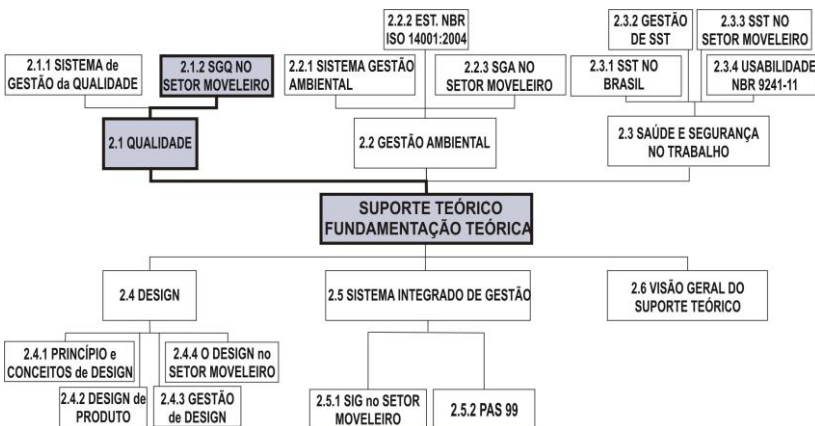 2.2.2 EST. NBR
ISO 14001:2004
2.3.2 GESTÃO
DE SST
2.3.3 SST NO
SETOR MOVELEIRO
2.1.1 SISTEMA de
GESTÃO da QUALIDADE
2.1.2 SGQ NO
SETOR MOVELEIRO
2.2.1 SISTEMA GESTÃO
AMBIENTAL
2.2.3 SGA NO
SETOR MOVELEIRO
2.3.1 SST NO
BRASIL
2.3.4 USABILIDADE
NBR 9241-11
2.1 QUALIDADE
2.2 GESTÃO AMBIENTAL
2.3 SAÚDE E SEGURANÇA
NO TRABALHO
SUPORTE TEÓRICO
FUNDAMENTAÇÃO TEÓRICA
2.4 DESIGN
2.5 SISTEMA INTEGRADO DE GESTÃO
2.6 VISÃO GERAL DO
SUPORTE TEÓRICO
2.4.1 PRINCÍPIO e
CONCEITOS de DESIGN
2.4.4 O DESIGN no
SETOR MOVELEIRO
2.4.2 DESIGN de
PRODUTO
2.4.3 GESTÃO
de DESIGN
2.5.1 SIG no SETOR
MOVELEIRO
2.5.2 PAS 99